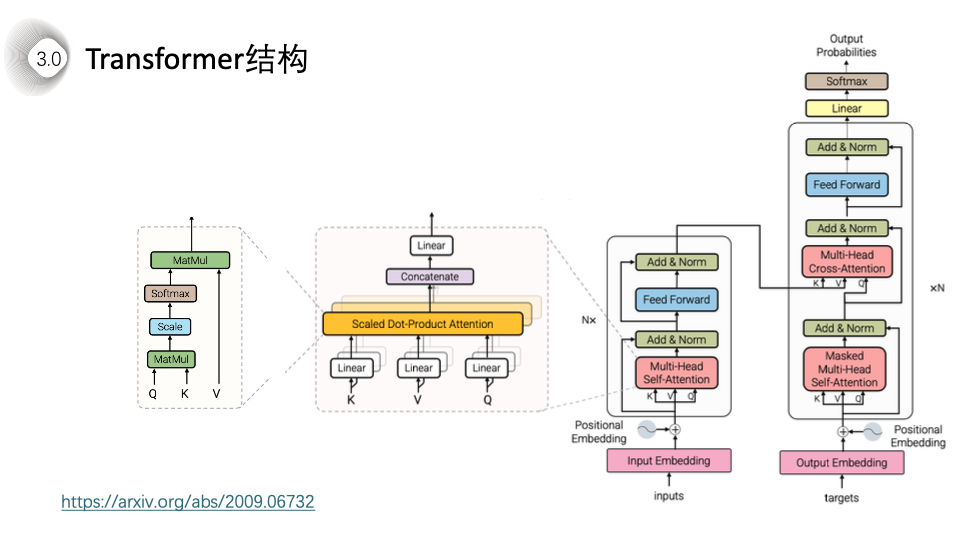 3.0
Transformer结构
MatMul
Softmax
Scale
MatMul
Q K V
Linear
Concatenate
Scaled Dot-Product Attention
Linear Linear Linear
K V Q
N×
Add & Norm
Feed Forward
Add & Norm
Multi-Head
Self-Attention
K V Q
Positional
Embedding
Input Embedding
inputs
Output
Probabilities
Softmax
Linear
Add & Norm
Feed Forward
Add & Norm
Multi-Head
Cross-Attention
K V Q
×N
Add & Norm
Masked
Multi-Head
Self-Attention
K V Q
Positional
Embedding
Output Embedding
targets
https://arxiv.org/abs/2009.06732